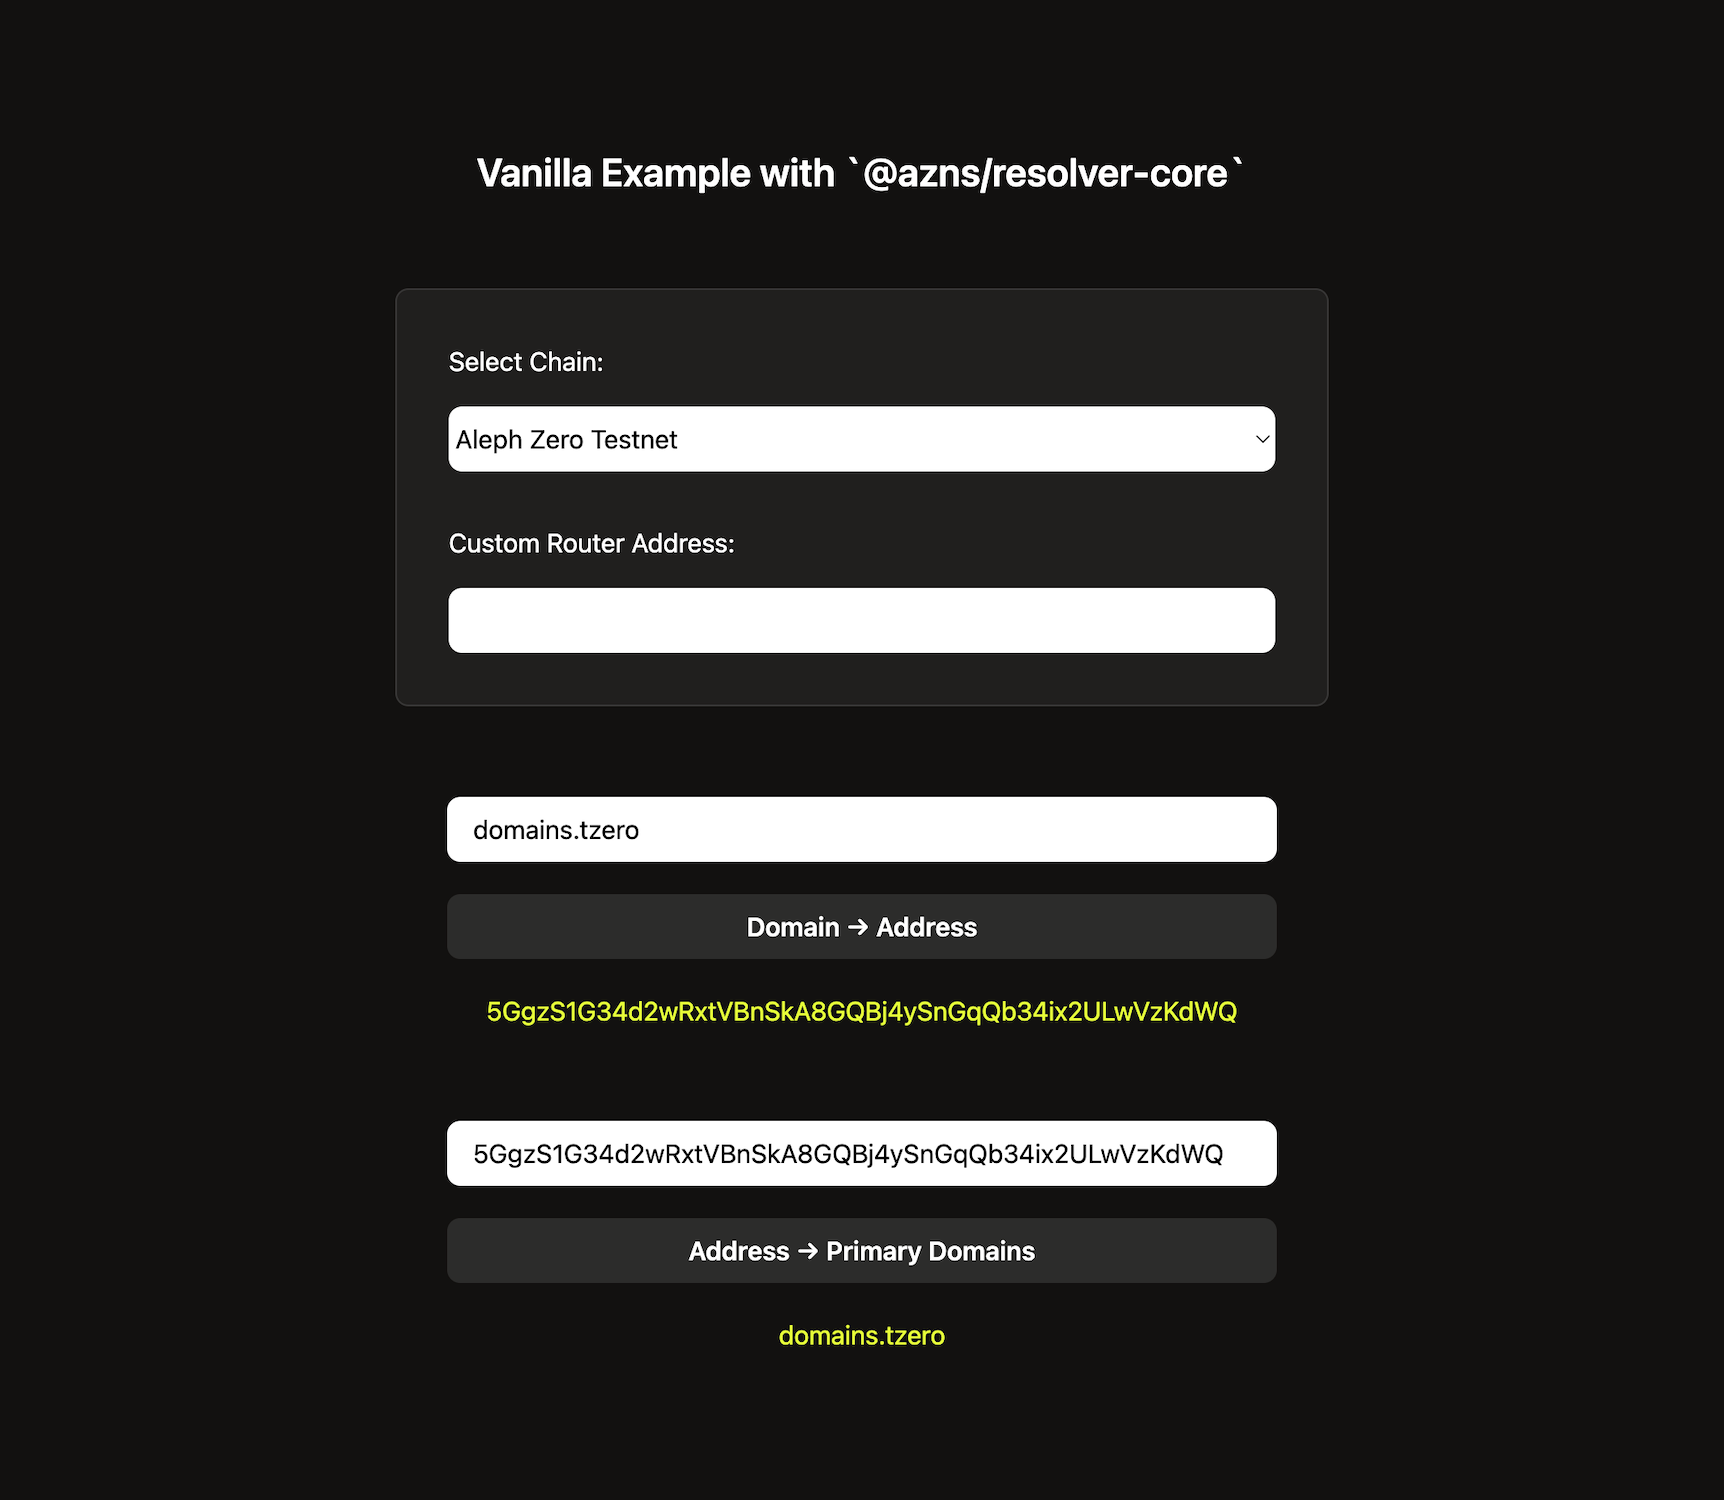 Vanilla Example with `@azns/resolver-core`
Select Chain:
Aleph Zero Testnet
Custom Router Address:
domains.tzero
Domain → Address
5GgzS1G34d2wRxtVBnSkA8GQBj4ySnGqQb34ix2ULwVzKdWQ
5GgzS1G34d2wRxtVBnSkA8GQBj4ySnGqQb34ix2ULwVzKdWQ
Address → Primary Domains
domains.tzero